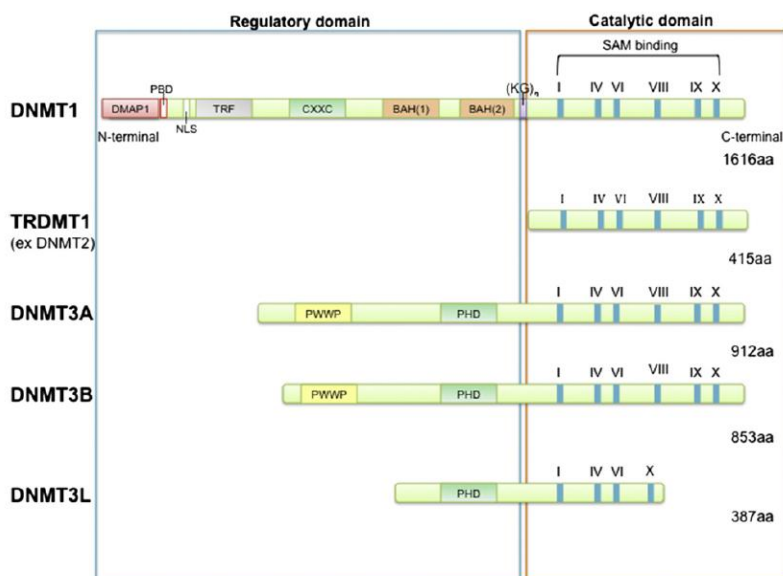 Regulatory domain
Catalytic domain
SAM binding
PBD
(KG)n
I IV VI VIII IX X
DNMT1
DMAP1 TRF CXXC BAH(1) BAH(2)
NLS
N-terminal
C-terminal
1616aa
I IV VI VIII IX X
TRDMT1
(ex DNMT2)
415aa
I IV VI VIII IX X
DNMT3A
PWWP PHD
912aa
I IV VI VIII IX X
DNMT3B
PWWP PHD
853aa
I IV VI X
DNMT3L
PHD
387aa